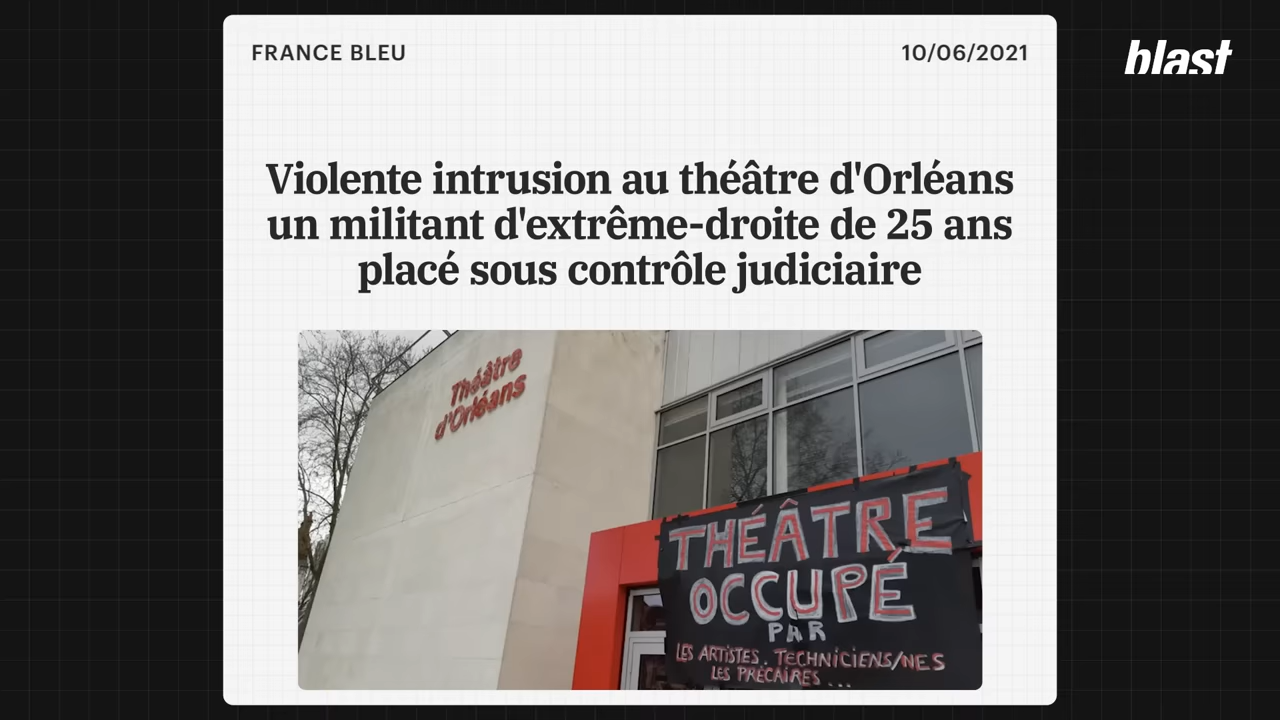 FRANCE BLEU
10/06/2021
blast
Violente intrusion au théâtre d'Orléans
un militant d'extrême-droite de 25 ans
placé sous contrôle judiciaire
Théâtre
d'Orléans
THÉÂTRE
OCCUPÉ
PAR
LES ARTISTES. TECHNICIENS/NES
LES PRÉCAIRES ...